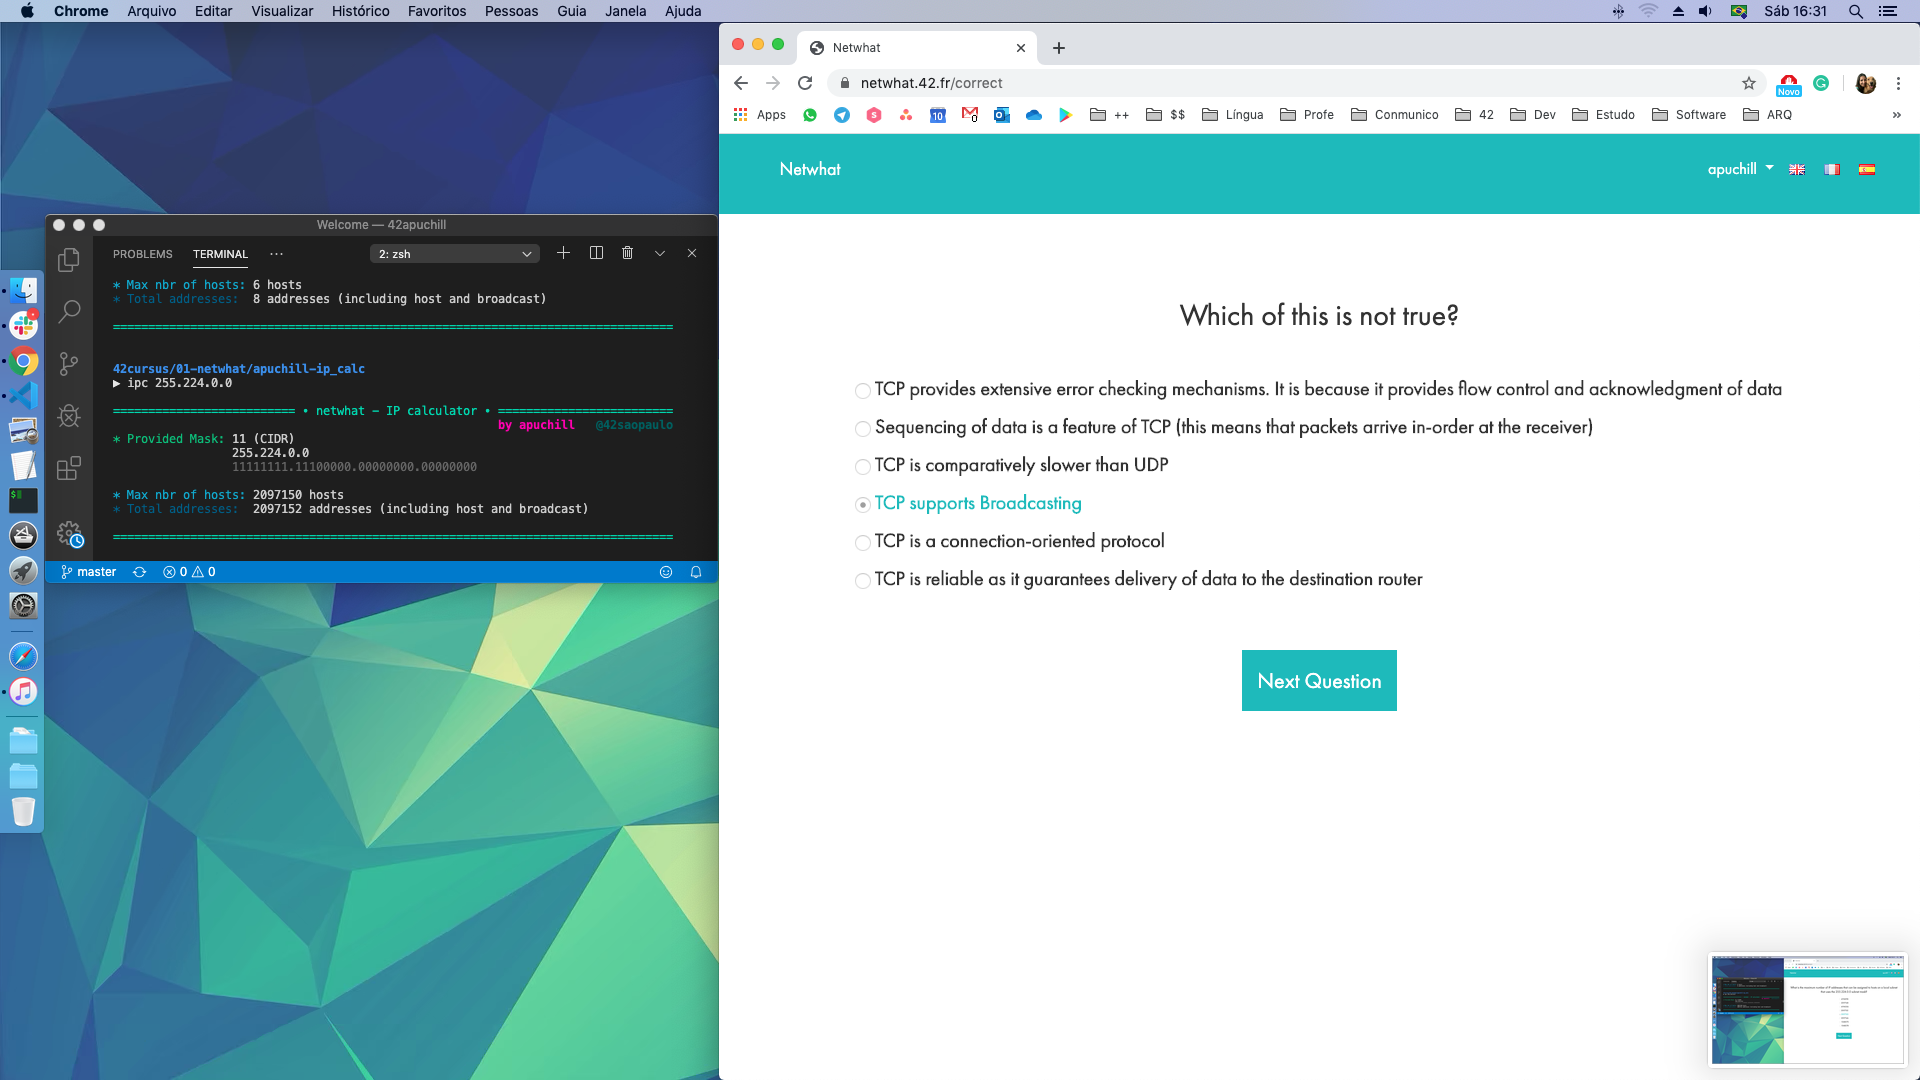 Chrome Arquivo Editar Visualizar Histórico Favoritos Pessoas Guia Janela Ajuda
Sáb 16:31
Welcome — 42apuchill
PROBLEMS TERMINAL ···
2: zsh
* Max nbr of hosts: 6 hosts
* Total addresses: 8 addresses (including host and broadcast)
================================================================================
42cursus/01-netwhat/apuchill-ip_calc
▶ ipc 255.224.0.0
========================== • netwhat - IP calculator • =========================
by apuchill @42saopaulo
* Provided Mask: 11 (CIDR)
255.224.0.0
11111111.11100000.00000000.00000000
* Max nbr of hosts: 2097150 hosts
* Total addresses: 2097152 addresses (including host and broadcast)
================================================================================
master 0 0
Netwhat
netwhat.42.fr/correct
Novo
Apps ++ $$ Língua Profe Conmunico 42 Dev Estudo Software ARQ »
Netwhat
apuchill
Which of this is not true?
TCP provides extensive error checking mechanisms. It is because it provides flow control and acknowledgment of data
Sequencing of data is a feature of TCP (this means that packets arrive in-order at the receiver)
TCP is comparatively slower than UDP
TCP supports Broadcasting
TCP is a connection-oriented protocol
TCP is reliable as it guarantees delivery of data to the destination router
Next Question